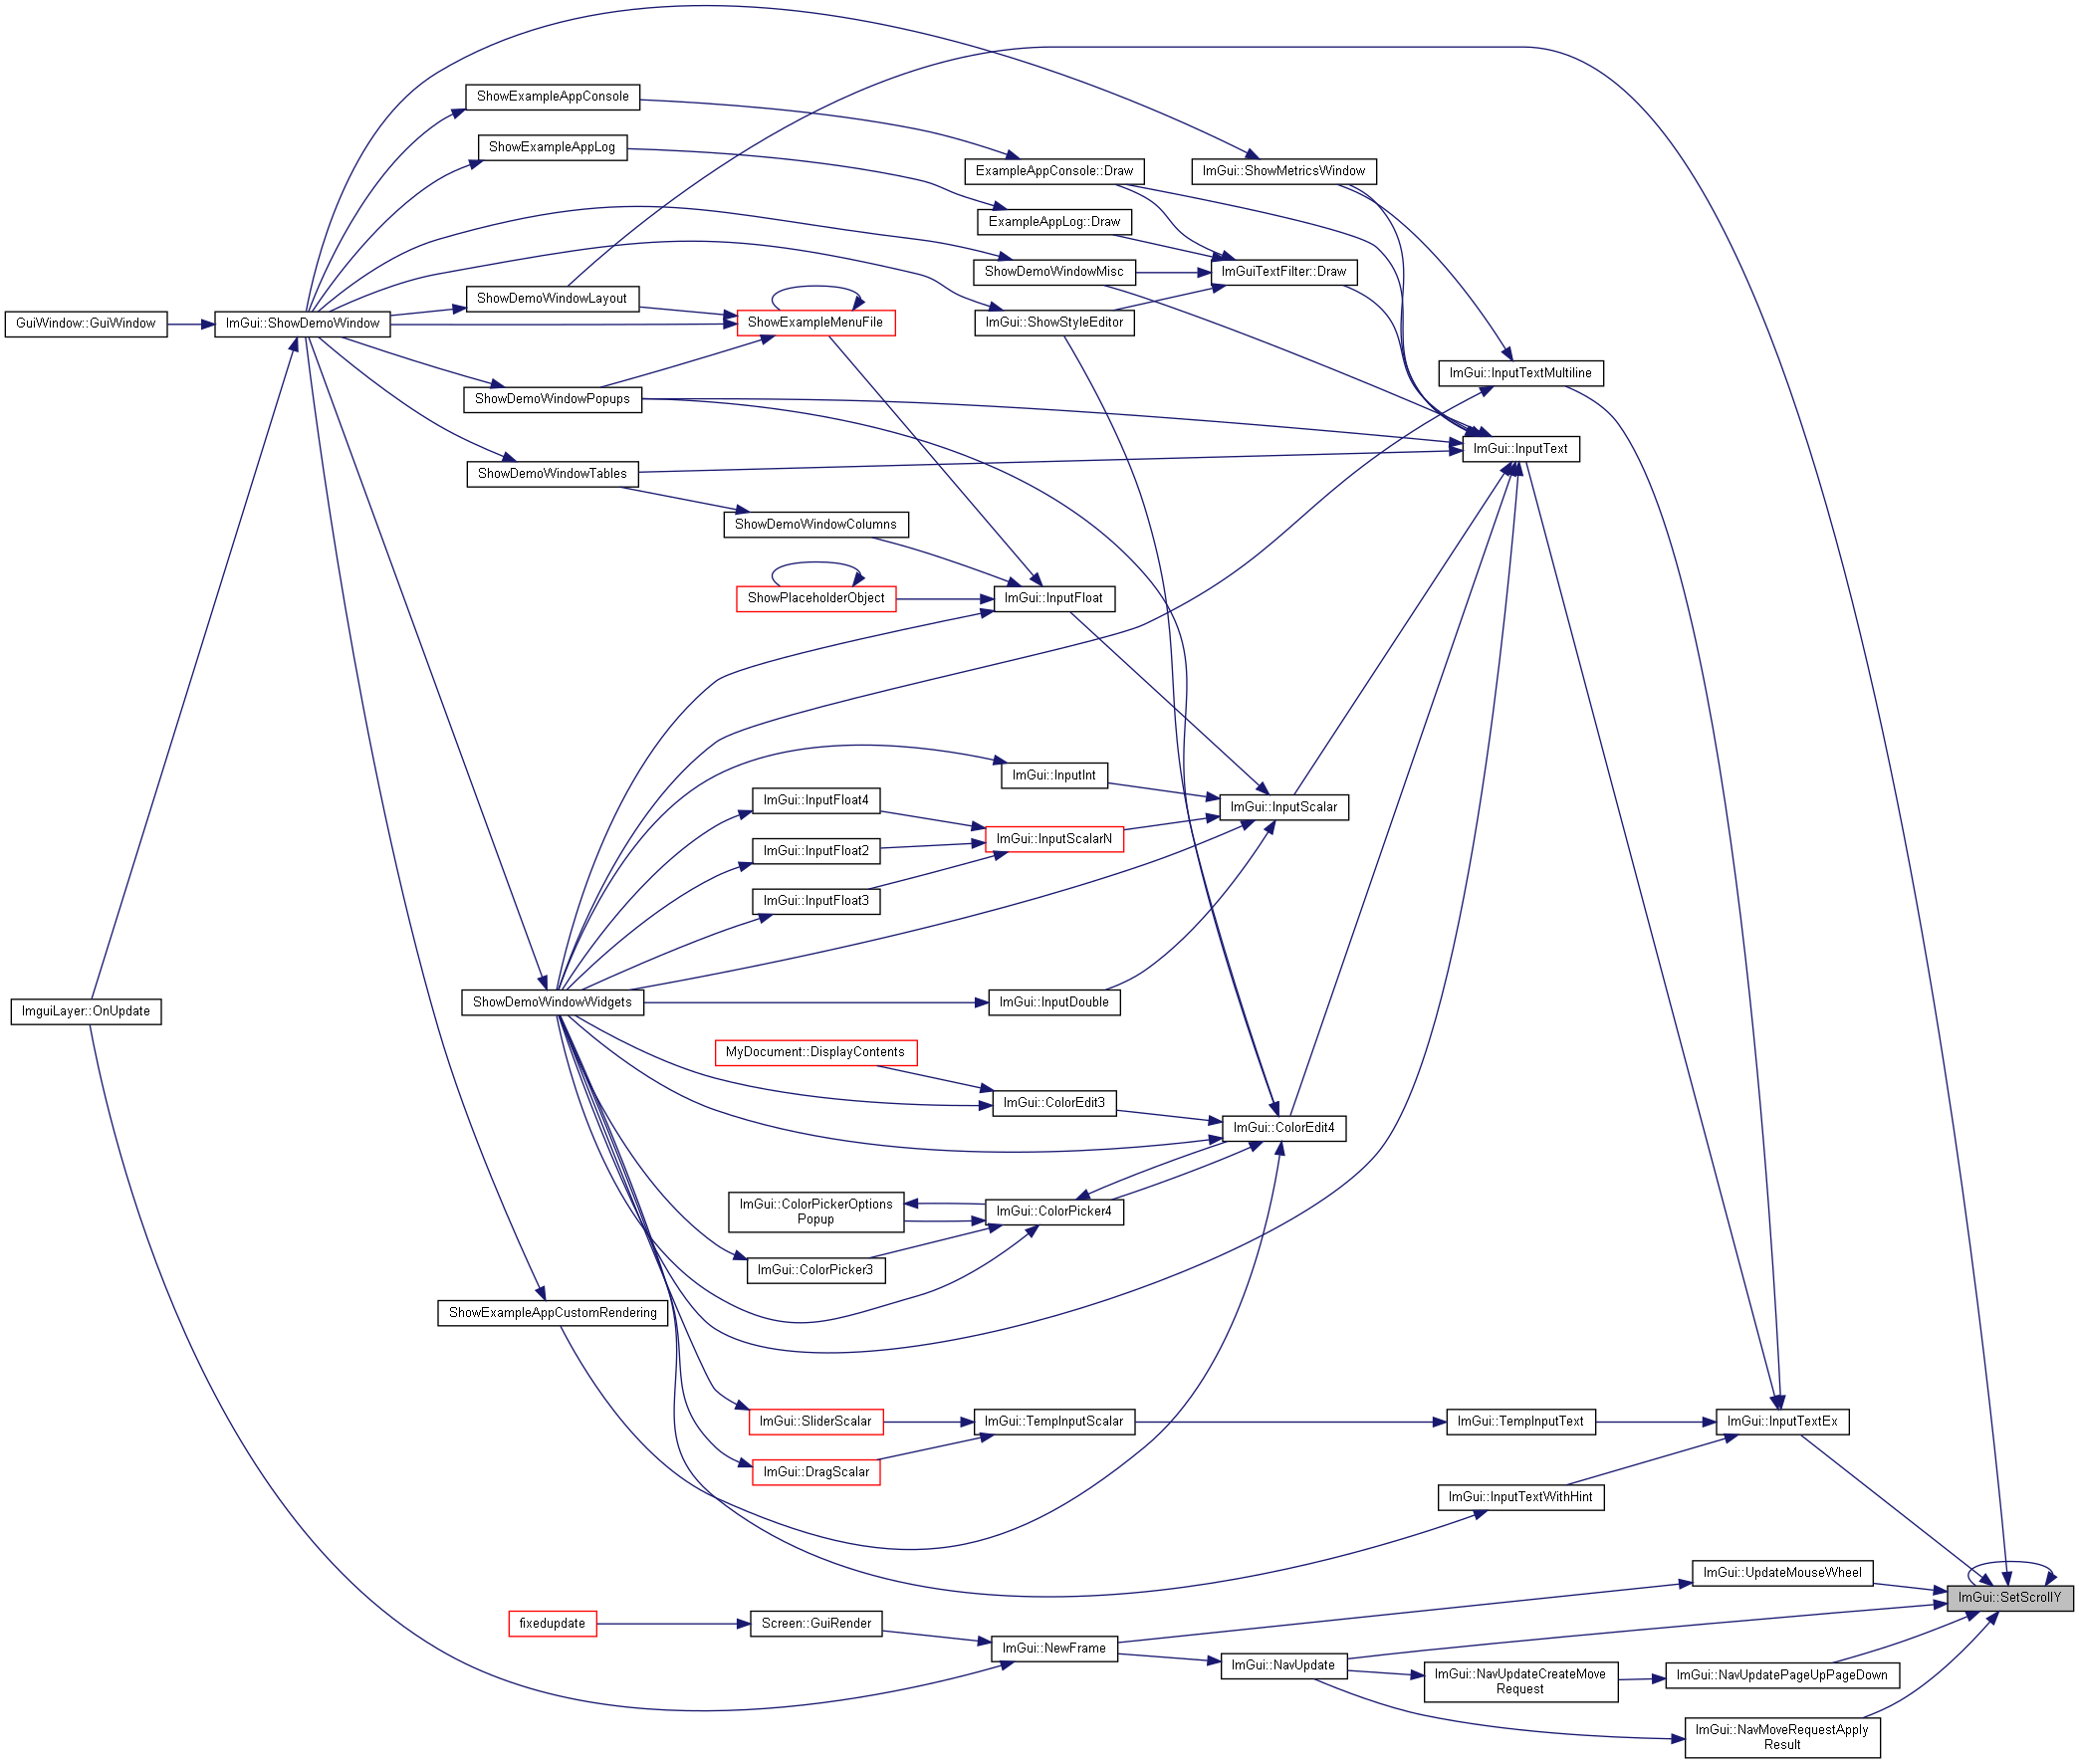 ShowExampleAppConsole
ShowExampleAppLog
ExampleAppConsole::Draw
ImGui::ShowMetricsWindow
ExampleAppLog::Draw
ShowDemoWindowMisc
ImGuiTextFilter::Draw
ShowDemoWindowLayout
GuiWindow::GuiWindow
ImGui::ShowDemoWindow
ShowExampleMenuFile
ImGui::ShowStyleEditor
ImGui::InputTextMultiline
ShowDemoWindowPopups
ImGui::InputText
ShowDemoWindowTables
ShowDemoWindowColumns
ShowPlaceholderObject
ImGui::InputFloat
ImGui::InputInt
ImGui::InputFloat4
ImGui::InputScalar
ImGui::InputScalarN
ImGui::InputFloat2
ImGui::InputFloat3
ImguiLayer::OnUpdate
ShowDemoWindowWidgets
ImGui::InputDouble
MyDocument::DisplayContents
ImGui::ColorEdit3
ImGui::ColorEdit4
ImGui::ColorPickerOptions
Popup
ImGui::ColorPicker4
ImGui::ColorPicker3
ShowExampleAppCustomRendering
ImGui::SliderScalar
ImGui::TempInputScalar
ImGui::TempInputText
ImGui::InputTextEx
ImGui::DragScalar
ImGui::InputTextWithHint
ImGui::UpdateMouseWheel
ImGui::SetScrollY
fixedupdate
Screen::GuiRender
ImGui::NewFrame
ImGui::NavUpdate
ImGui::NavUpdateCreateMove
Request
ImGui::NavUpdatePageUpPageDown
ImGui::NavMoveRequestApply
Result